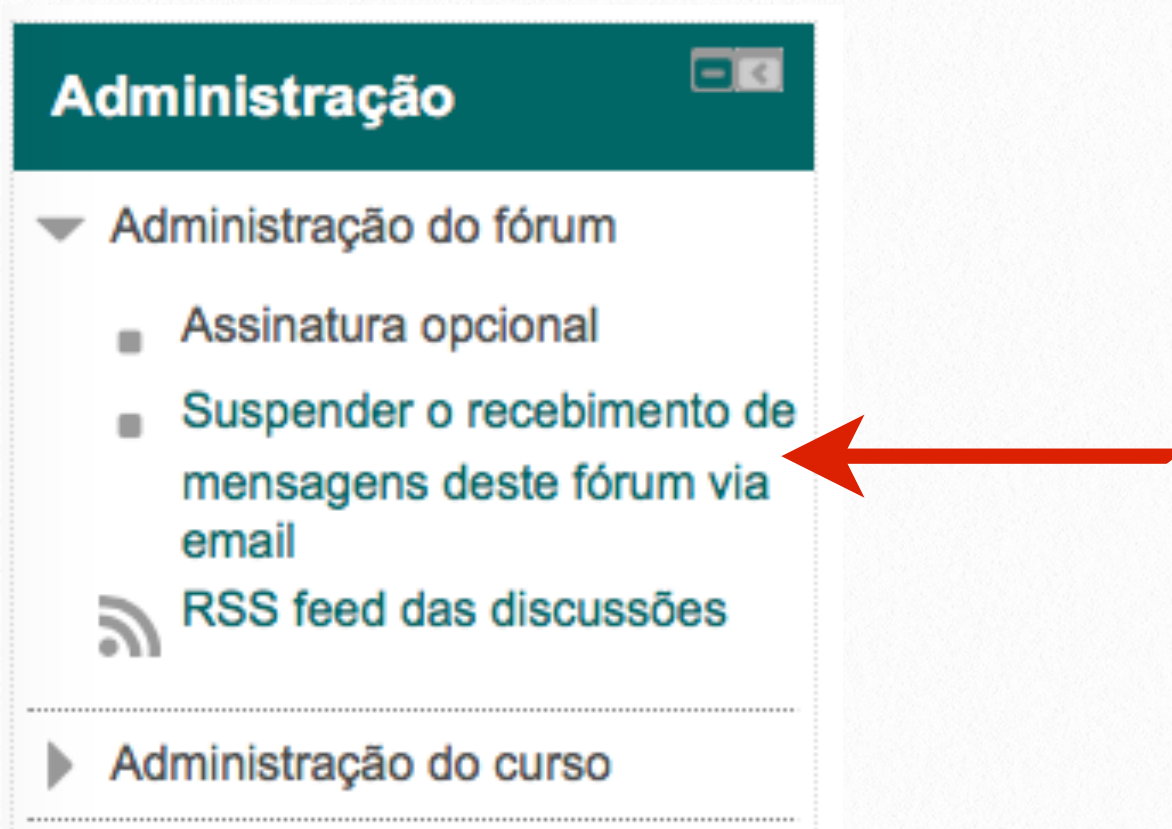 Administração
Administração do fórum
Assinatura opcional
Suspender o recebimento de
mensagens deste fórum via
email
RSS feed das discussões
Administração do curso